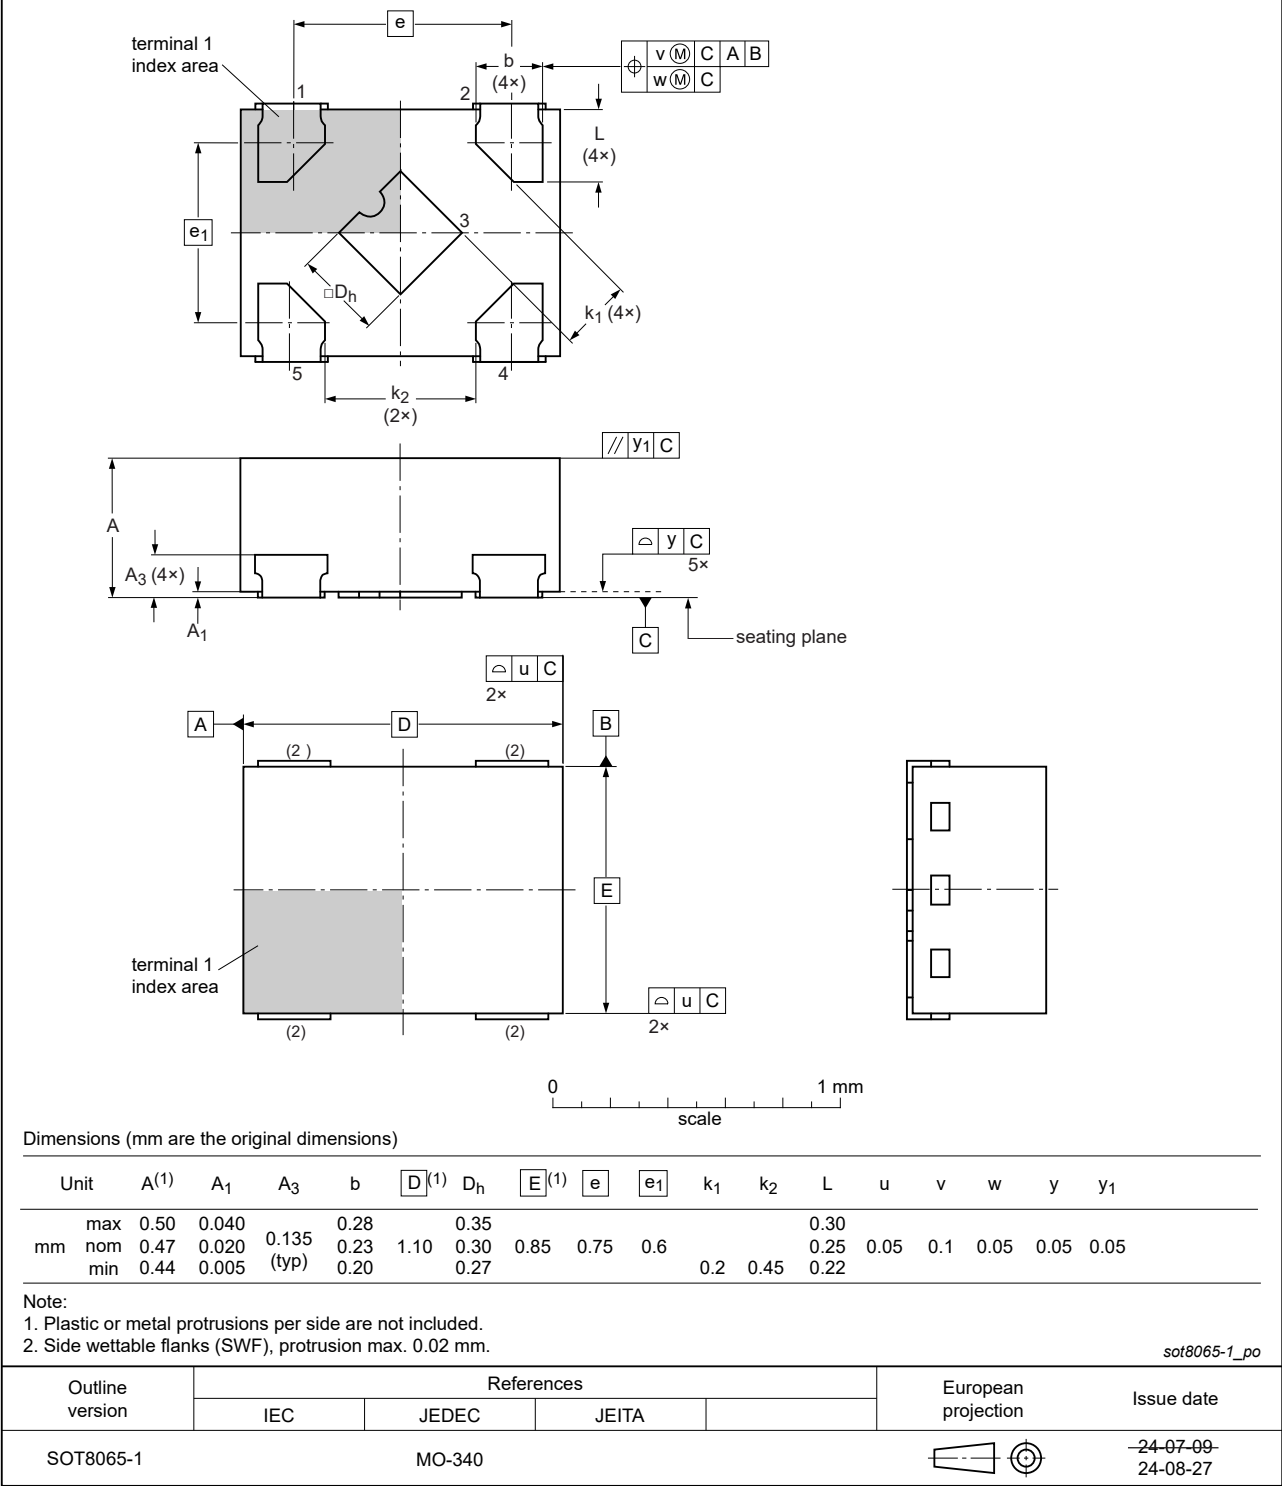 e
terminal 1
index area
b
(4×)
v Ⓜ C A B
w Ⓜ C
1
2
L
(4×)
e1
3
□Dh
k1 (4×)
5
4
k2
(2×)
// y1 C
A
y C
5×
A3 (4×)
A1
C
seating plane
u C
2×
A
D
B
(2 )
(2)
E
terminal 1
index area
u C
2×
(2)
(2)
0
1 mm
scale
Dimensions (mm are the original dimensions)
Unit A(1) A1 A3 b D(1) Dh E(1) e e1 k1 k2 L u v w y y1
max 0.50 0.040 0.28 0.35 0.30
mm nom 0.47 0.020 0.135 (typ) 0.23 1.10 0.30 0.85 0.75 0.6 0.25 0.05 0.1 0.05 0.05 0.05
min 0.44 0.005 0.20 0.27 0.2 0.45 0.22
Note:
1. Plastic or metal protrusions per side are not included.
2. Side wettable flanks (SWF), protrusion max. 0.02 mm.
sot8065-1_po
Outline
version
References
IEC
JEDEC
JEITA
European
projection
Issue date
SOT8065-1
MO-340
24-07-09
24-08-27